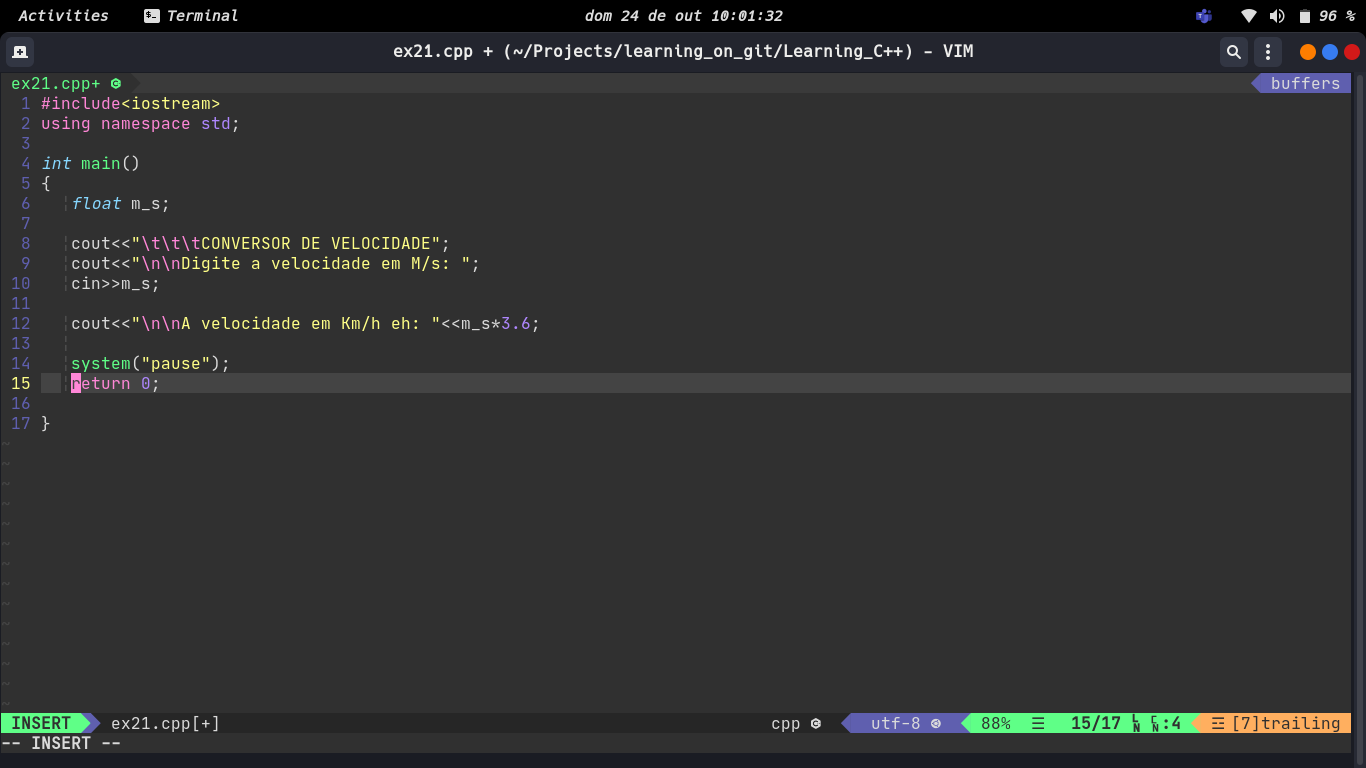 Activities Terminal dom 24 de out 10:01:32 96 %
ex21.cpp + (~/Projects/learning_on_git/Learning_C++) - VIM
ex21.cpp+ buffers
1 #include<iostream>
2 using namespace std;
3
4 int main()
5 {
6 float m_s;
7
8 cout<<"\t\t\tCONVERSOR DE VELOCIDADE";
9 cout<<"\n\nDigite a velocidade em M/s: ";
10 cin>>m_s;
11
12 cout<<"\n\nA velocidade em Km/h eh: "<<m_s*3.6;
13
14 system("pause");
15 return 0;
16
17 }
~
~
~
~
~
~
~
~
~
~
~
~
~
~
INSERT ex21.cpp[+] cpp utf-8 88% ☰ 15/17 :4 ☲ [7]trailing
-- INSERT --